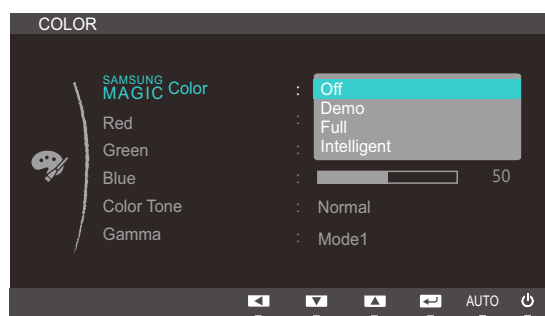 COLOR
SAMSUNG
MAGIC Color : Off
Demo
Red :
Full
Green : Intelligent
Blue : 50
Color Tone : Normal
Gamma : Mode1
AUTO